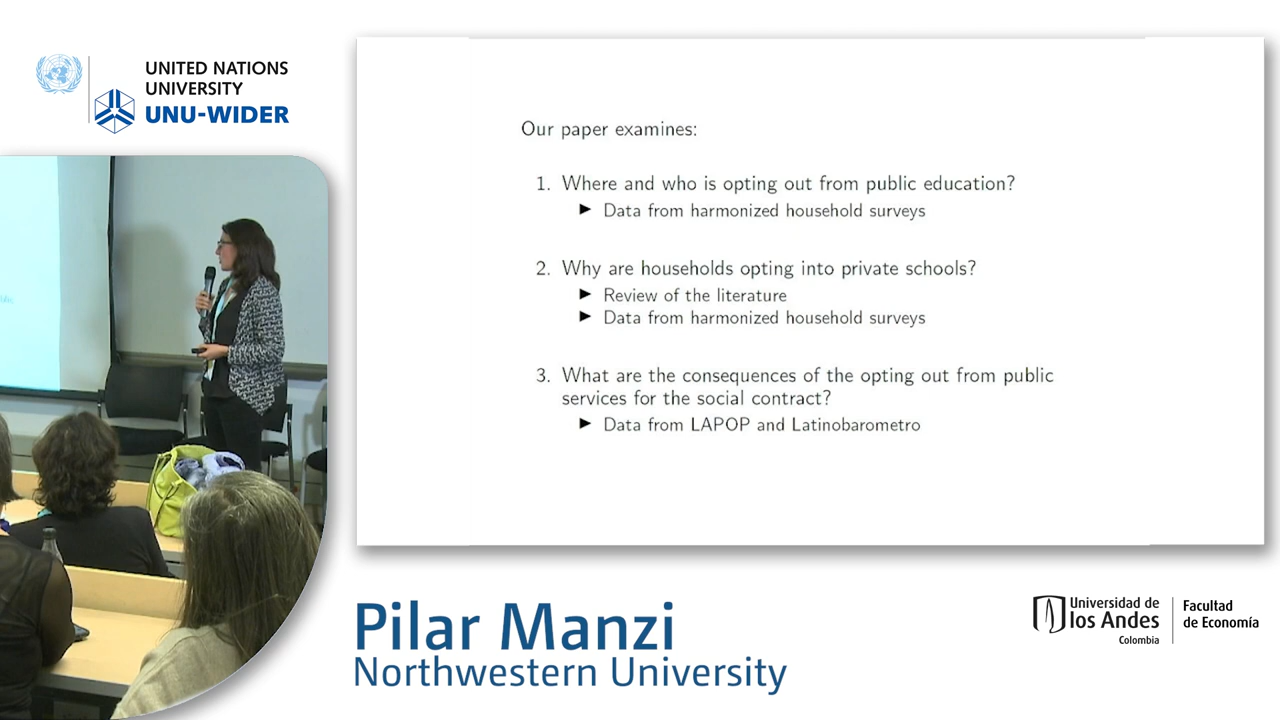 UNITED NATIONS
UNIVERSITY
UNU-WIDER
Our paper examines:
1. Where and who is opting out from public education?
▶ Data from harmonized household surveys
2. Why are households opting into private schools?
▶ Review of the literature
▶ Data from harmonized household surveys
3. What are the consequences of the opting out from public
services for the social contract?
▶ Data from LAPOP and Latinobarometro
Pilar Manzi
Northwestern University
Universidad de
los Andes
Colombia
Facultad
de Economía